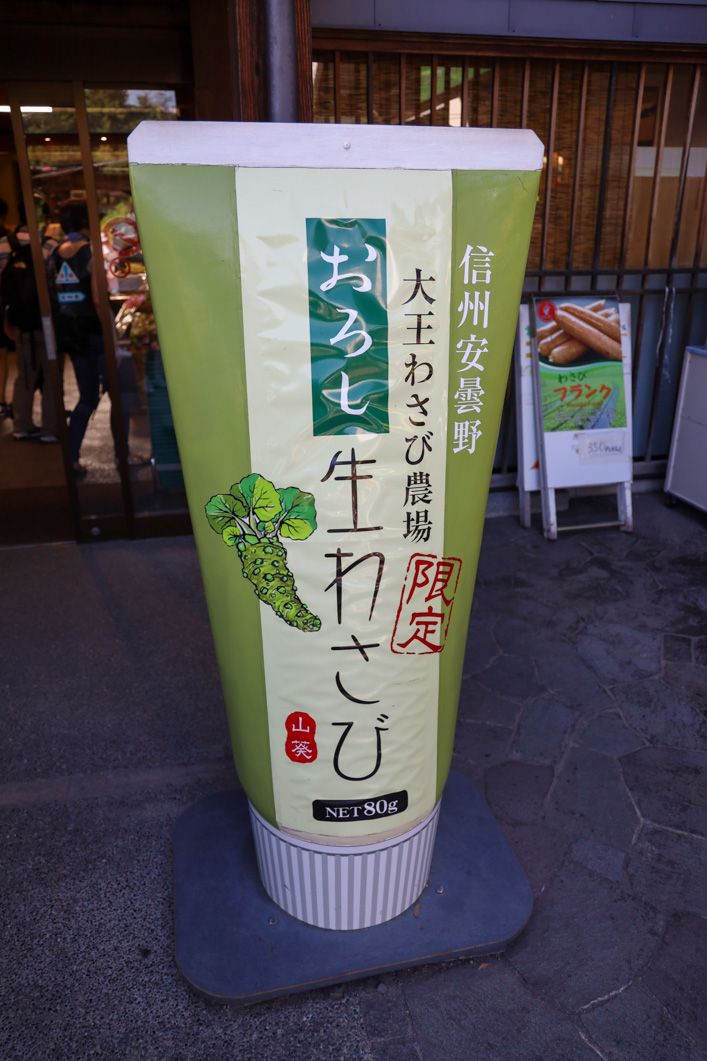 信州安曇野
大王わさび農場
限定
おろし
生わさび
山葵
NET80g
わさび
フランク